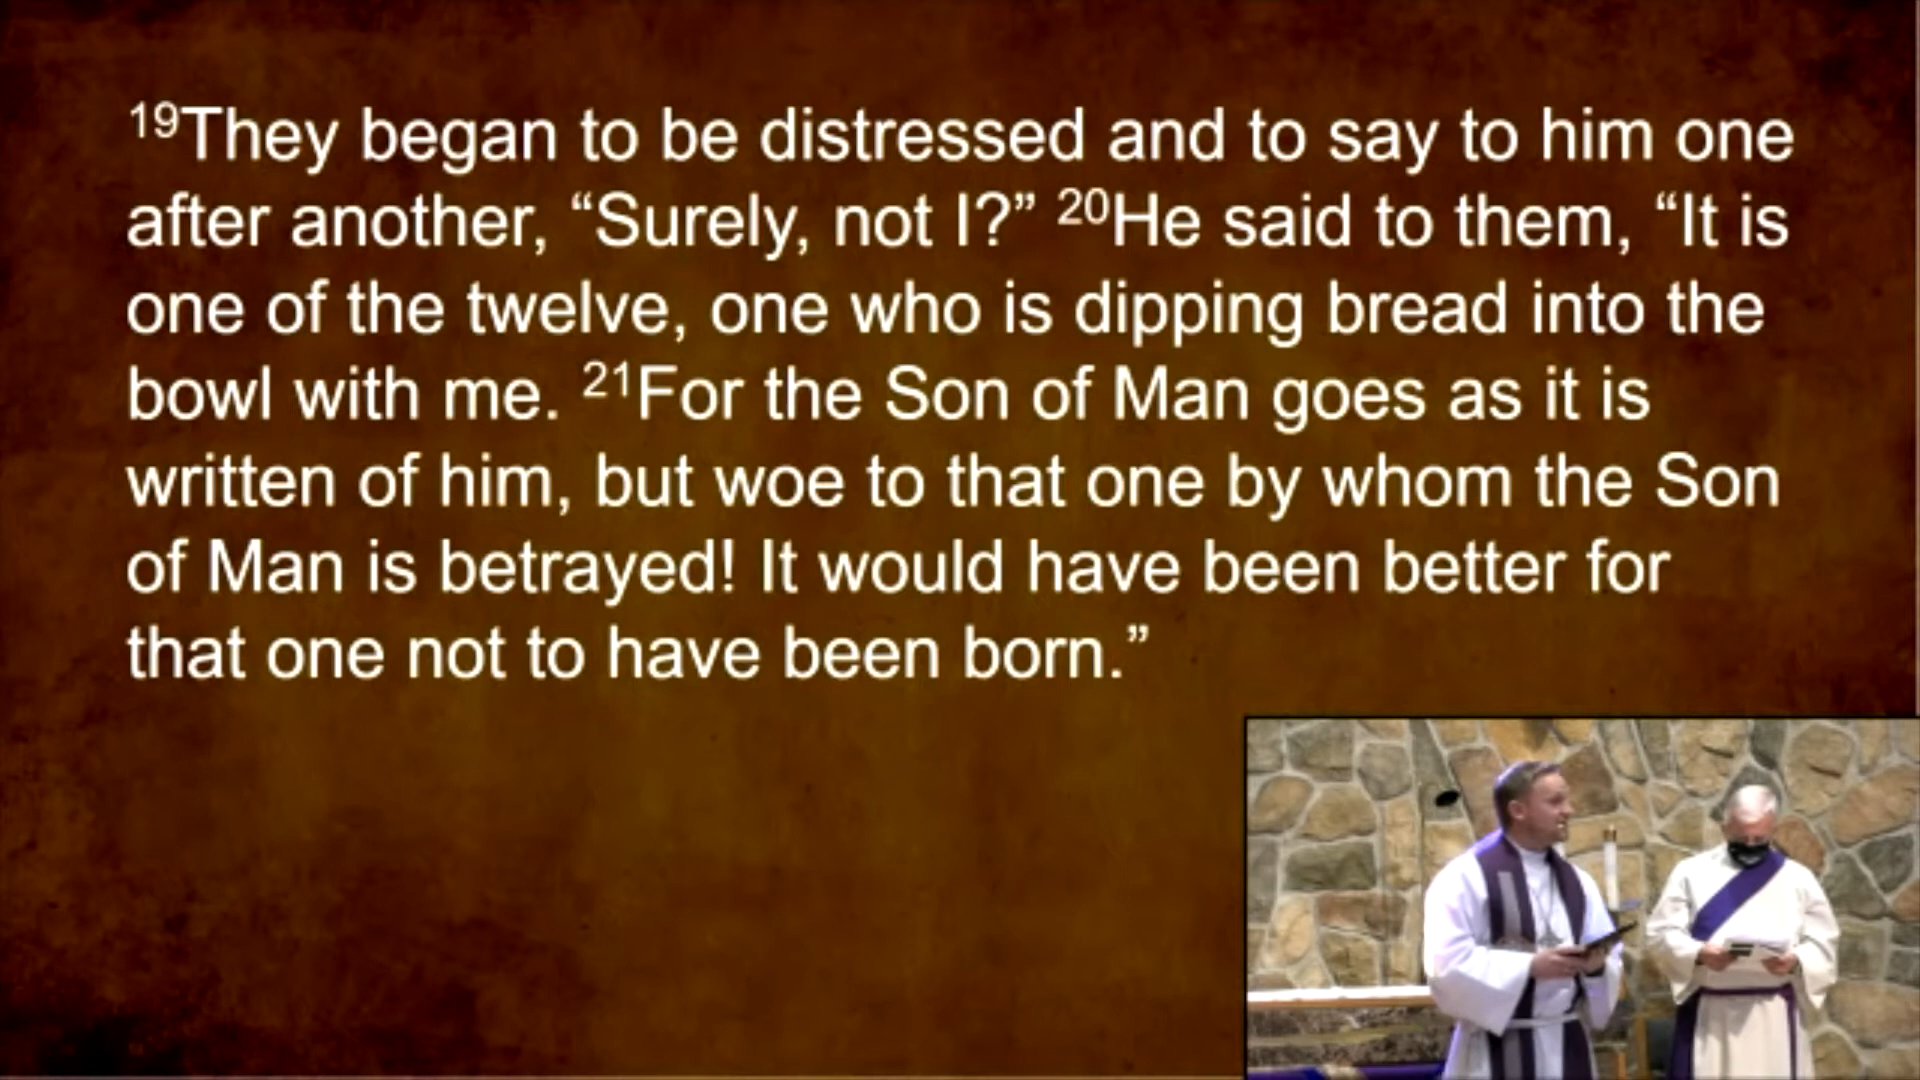 19They began to be distressed and to say to him one
after another, “Surely, not I?” 20He said to them, “It is
one of the twelve, one who is dipping bread into the
bowl with me. 21For the Son of Man goes as it is
written of him, but woe to that one by whom the Son
of Man is betrayed! It would have been better for
that one not to have been born.”